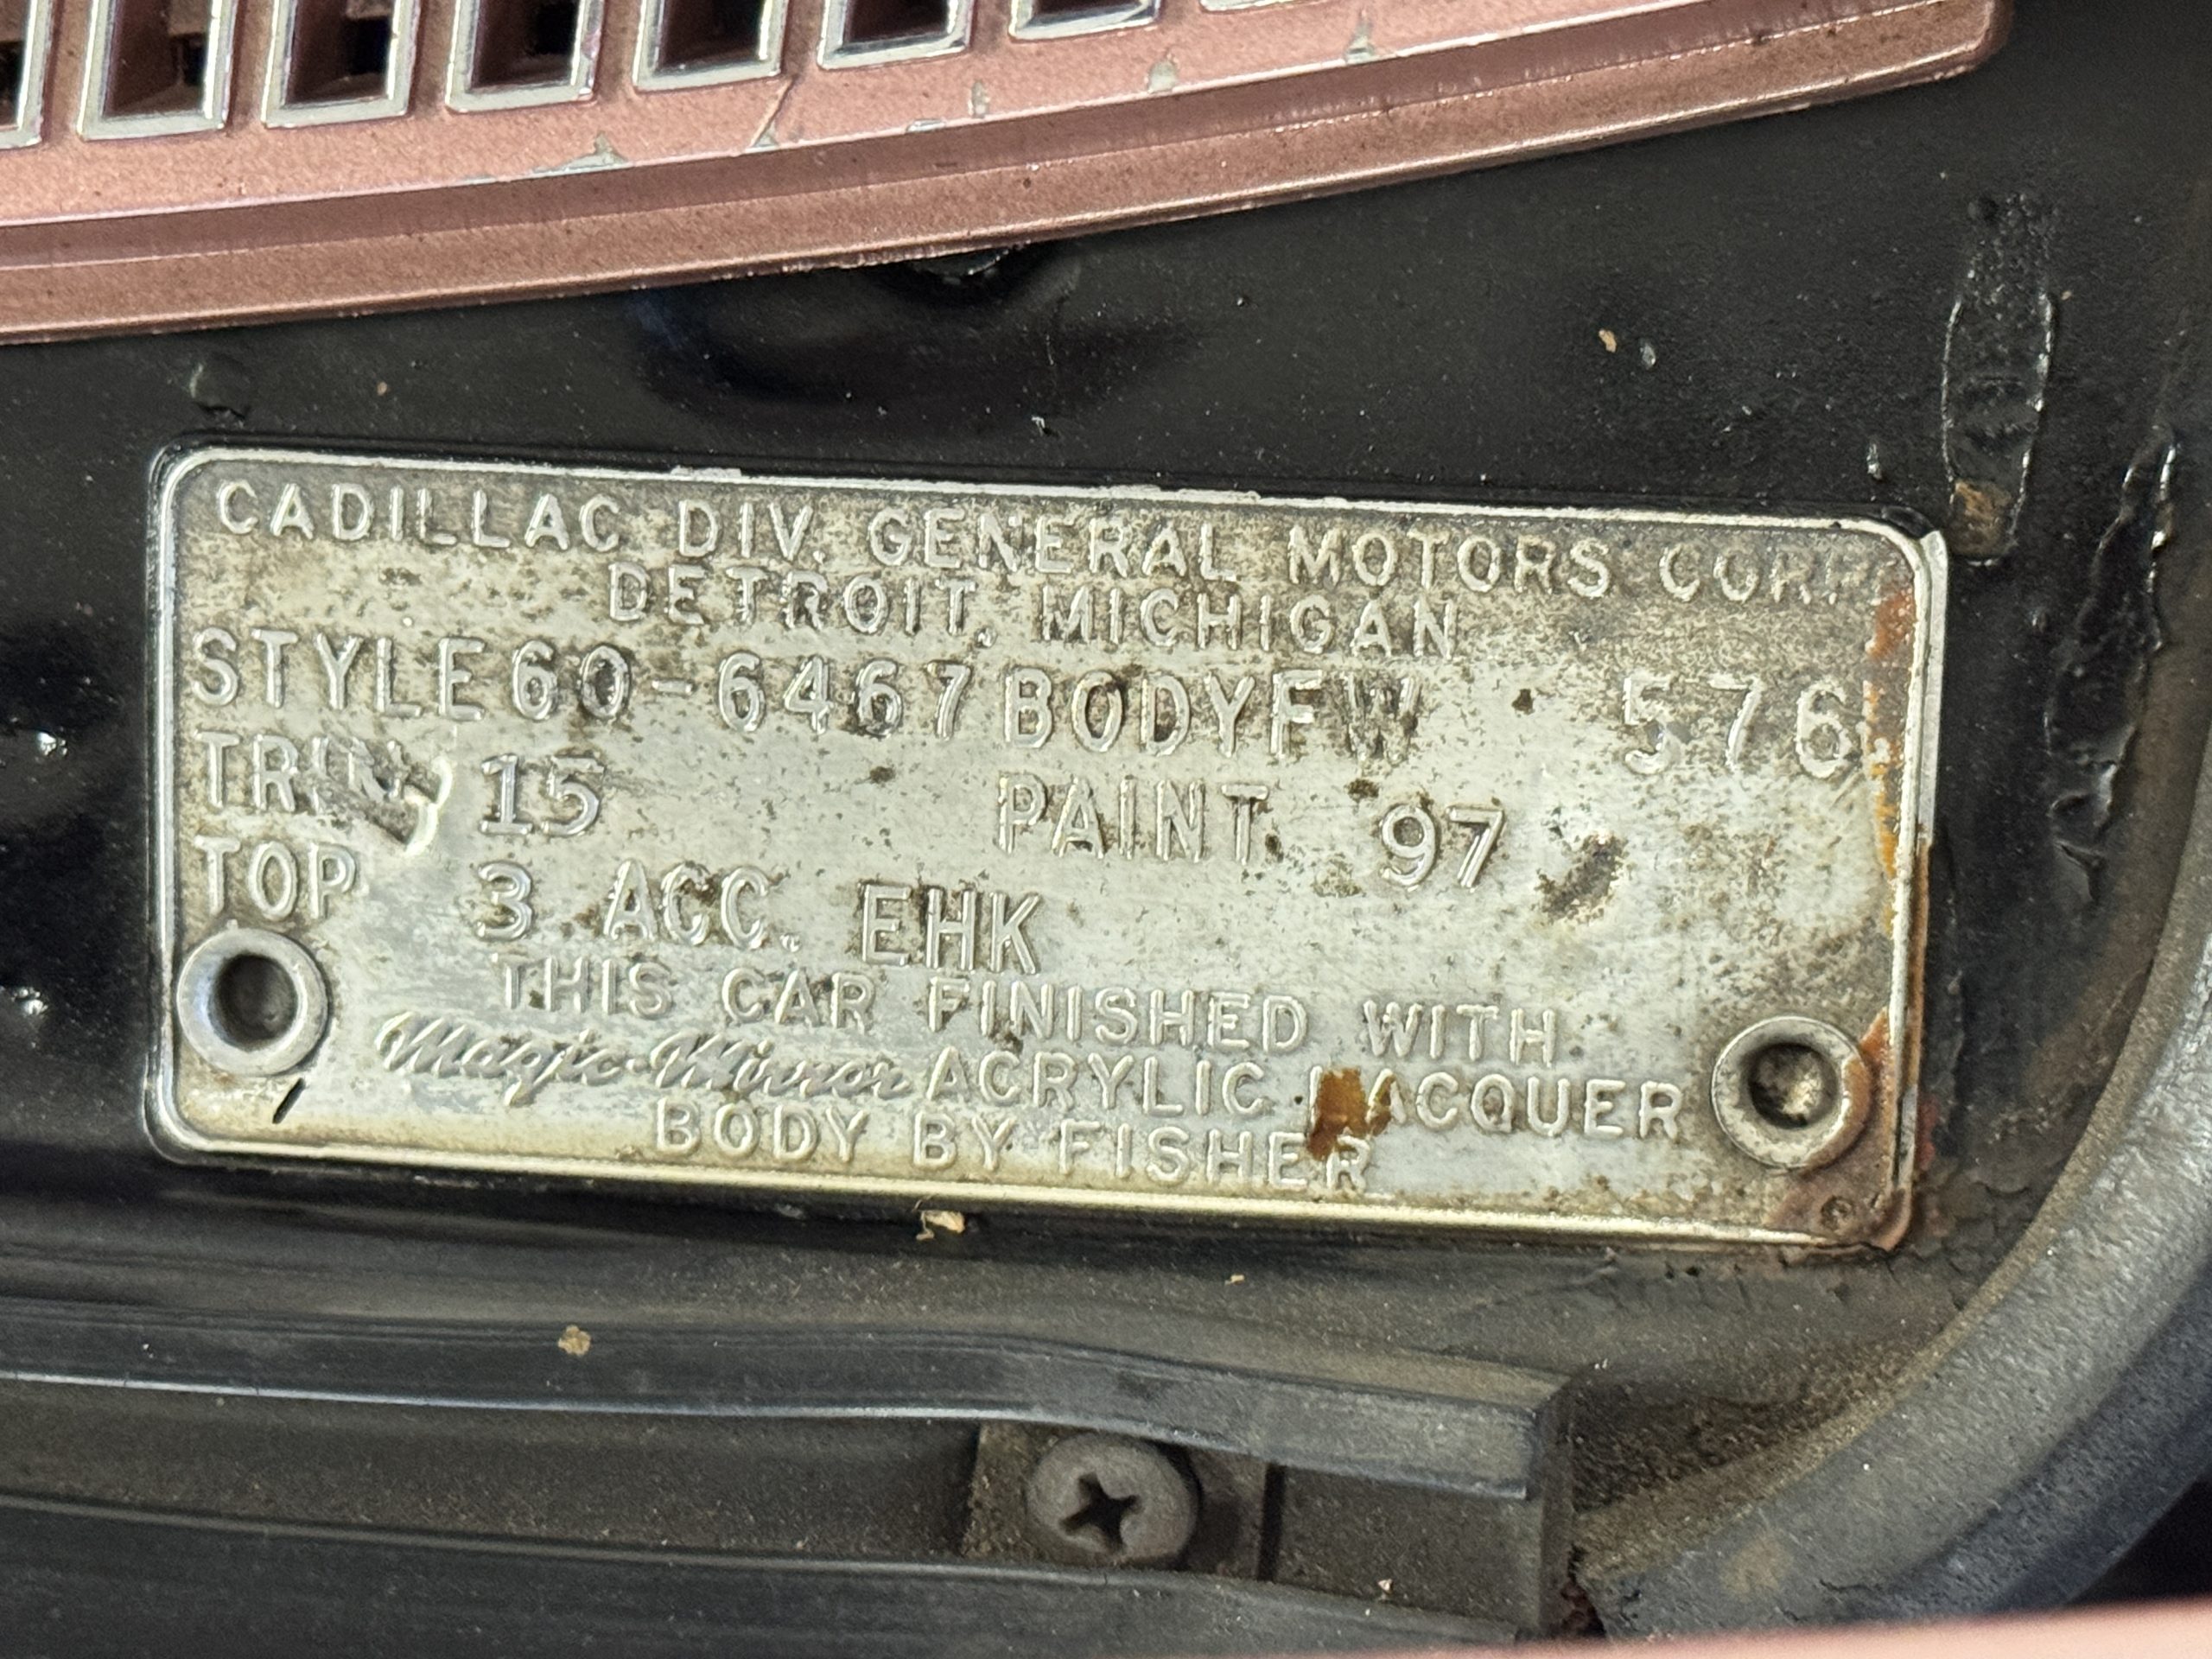 CADILLAC DIV. GENERAL MOTORS CORP.
DETROIT, MICHIGAN
STYLE 60-6467 BODY FW 576
TRIM 15 PAINT 97
TOP 3 ACC. EHK
THIS CAR FINISHED WITH
Magic-Mirror ACRYLIC LACQUER
BODY BY FISHER